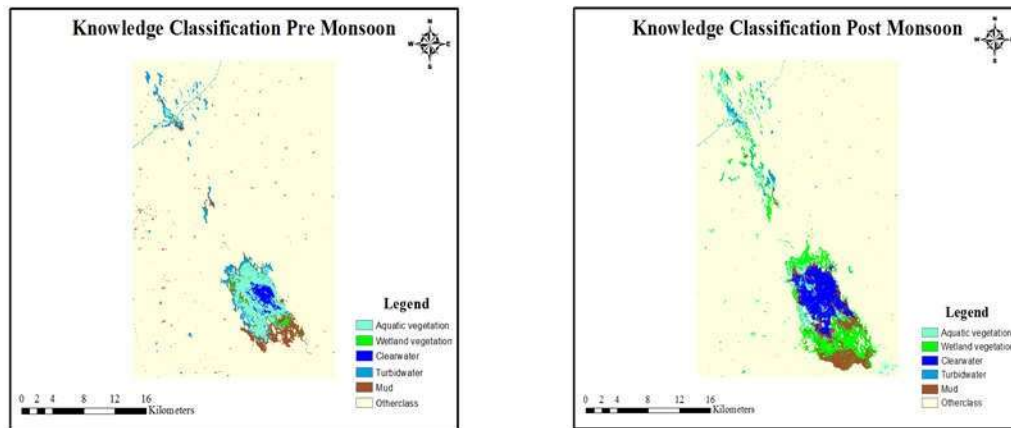 Knowledge Classification Pre Monsoon
N
W E
S
Legend
Aquatic vegetation
Wetland vegetation
Clearwater
Turbidwater
Mud
Otherclass
0 2 4 8 12 16
Kilometers
Knowledge Classification Post Monsoon
N
W E
S
Legend
Aquatic vegetation
Wetland vegetation
Clearwater
Turbidwater
Mud
Otherclass
0 2 4 8 12 16
Kilometers